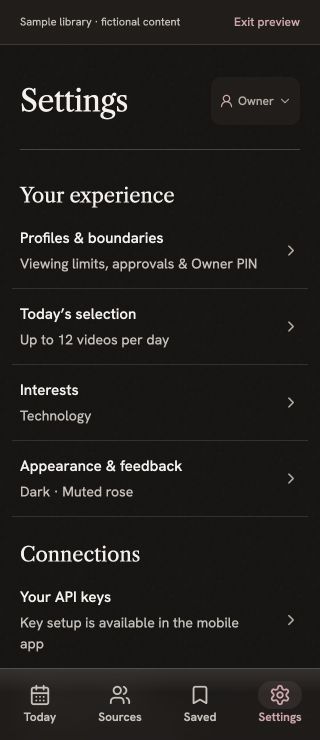 Sample library · fictional content
Exit preview
Settings
Owner
Your experience
Profiles & boundaries
Viewing limits, approvals & Owner PIN
Today’s selection
Up to 12 videos per day
Interests
Technology
Appearance & feedback
Dark · Muted rose
Connections
Your API keys
Key setup is available in the mobile
app
Today
Sources
Saved
Settings